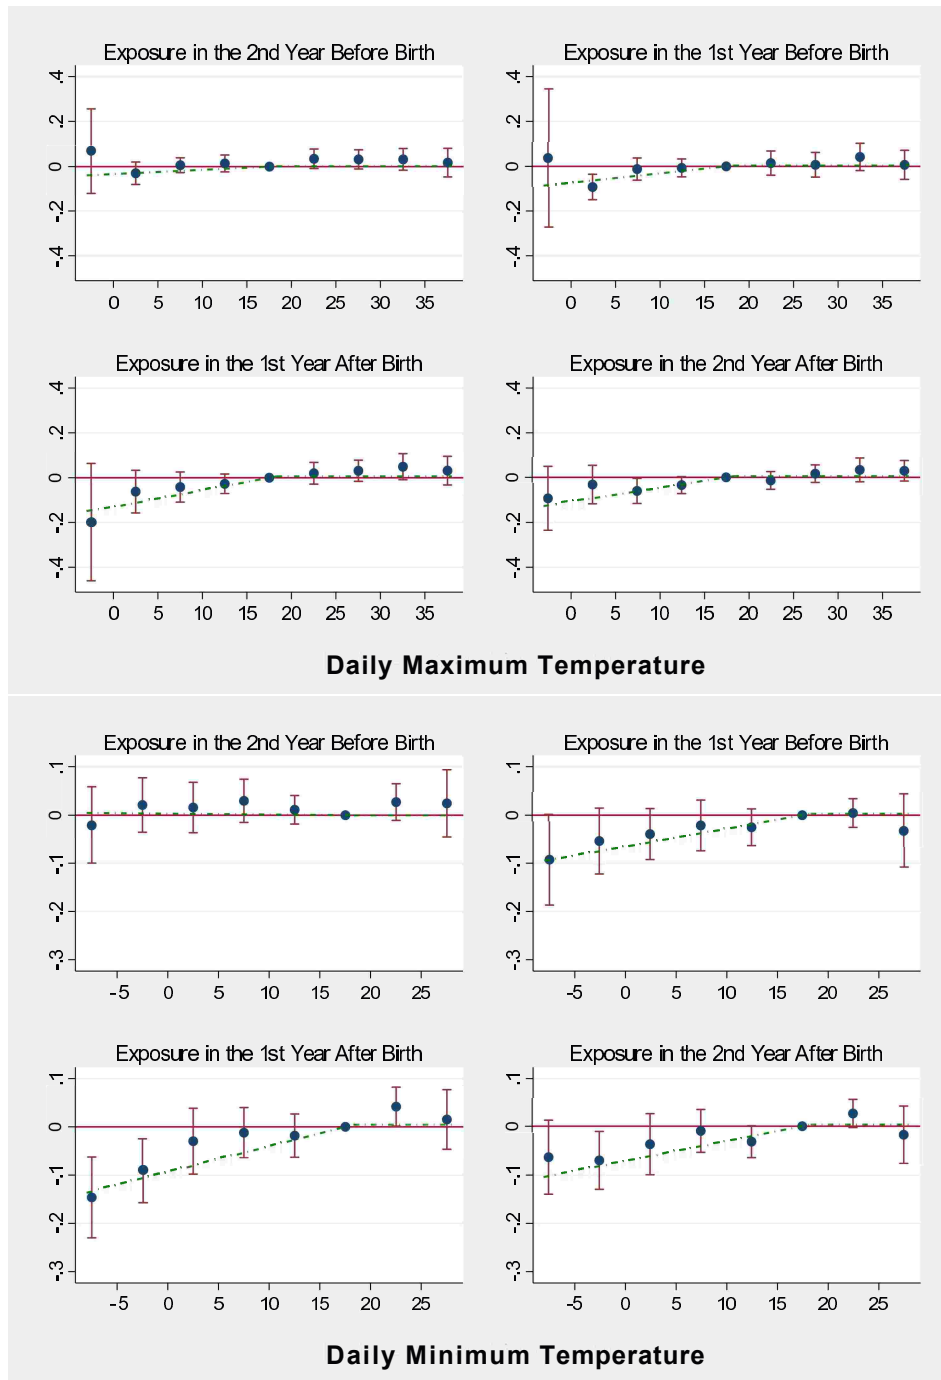 Exposure in the 2nd Year Before Birth
.4
.2
0
-.2
-.4
0 5 10 15 20 25 30 35
Exposure in the 1st Year Before Birth
.4
.2
0
-.2
-.4
0 5 10 15 20 25 30 35
Exposure in the 1st Year After Birth
.4
.2
0
-.2
-.4
0 5 10 15 20 25 30 35
Exposure in the 2nd Year After Birth
.4
.2
0
-.2
-.4
0 5 10 15 20 25 30 35
Daily Maximum Temperature
Exposure in the 2nd Year Before Birth
.1
0
-.1
-.2
-.3
-5 0 5 10 15 20 25
Exposure in the 1st Year Before Birth
.1
0
-.1
-.2
-.3
-5 0 5 10 15 20 25
Exposure in the 1st Year After Birth
.1
0
-.1
-.2
-.3
-5 0 5 10 15 20 25
Exposure in the 2nd Year After Birth
.1
0
-.1
-.2
-.3
-5 0 5 10 15 20 25
Daily Minimum Temperature